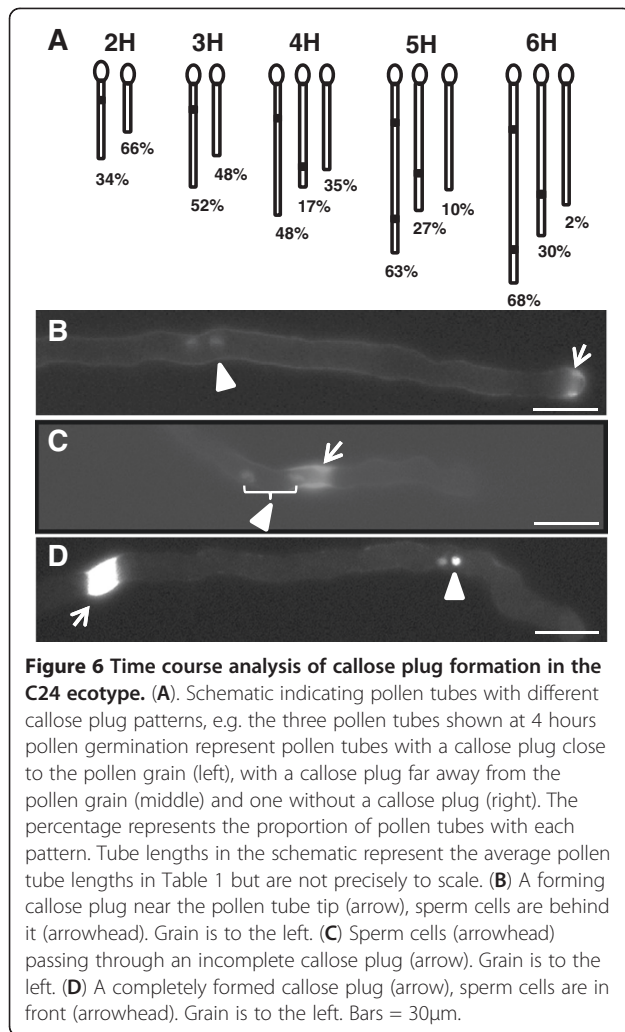 A 2H 3H 4H 5H 6H
66%
34%
48%
52%
35%
17%
48%
10%
27%
63%
2%
30%
68%
B
C
D
Figure 6 Time course analysis of callose plug formation in the
C24 ecotype. (A). Schematic indicating pollen tubes with different
callose plug patterns, e.g. the three pollen tubes shown at 4 hours
pollen germination represent pollen tubes with a callose plug close
to the pollen grain (left), with a callose plug far away from the
pollen grain (middle) and one without a callose plug (right). The
percentage represents the proportion of pollen tubes with each
pattern. Tube lengths in the schematic represent the average pollen
tube lengths in Table 1 but are not precisely to scale. (B) A forming
callose plug near the pollen tube tip (arrow), sperm cells are behind
it (arrowhead). Grain is to the left. (C) Sperm cells (arrowhead)
passing through an incomplete callose plug (arrow). Grain is to the
left. (D) A completely formed callose plug (arrow), sperm cells are in
front (arrowhead). Grain is to the left. Bars = 30μm.